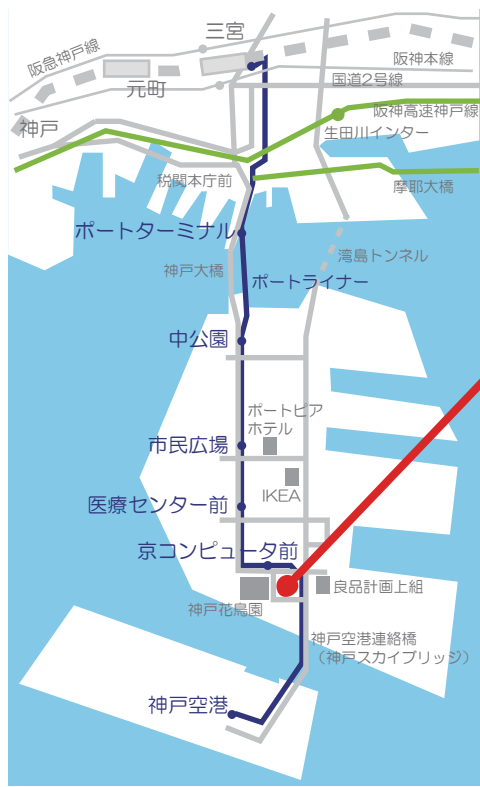 三宮
阪急神戸線
阪神本線
元町
国道2号線
阪神高速神戸線
神戸
生田川インター
税関本庁前
摩耶大橋
ポートターミナル
湾島トンネル
神戸大橋
ポートライナー
中公園
ポートピア
ホテル
市民広場
IKEA
医療センター前
京コンピュータ前
良品計画上組
神戸花鳥園
神戸空港連絡橋
（神戸スカイブリッジ）
神戸空港